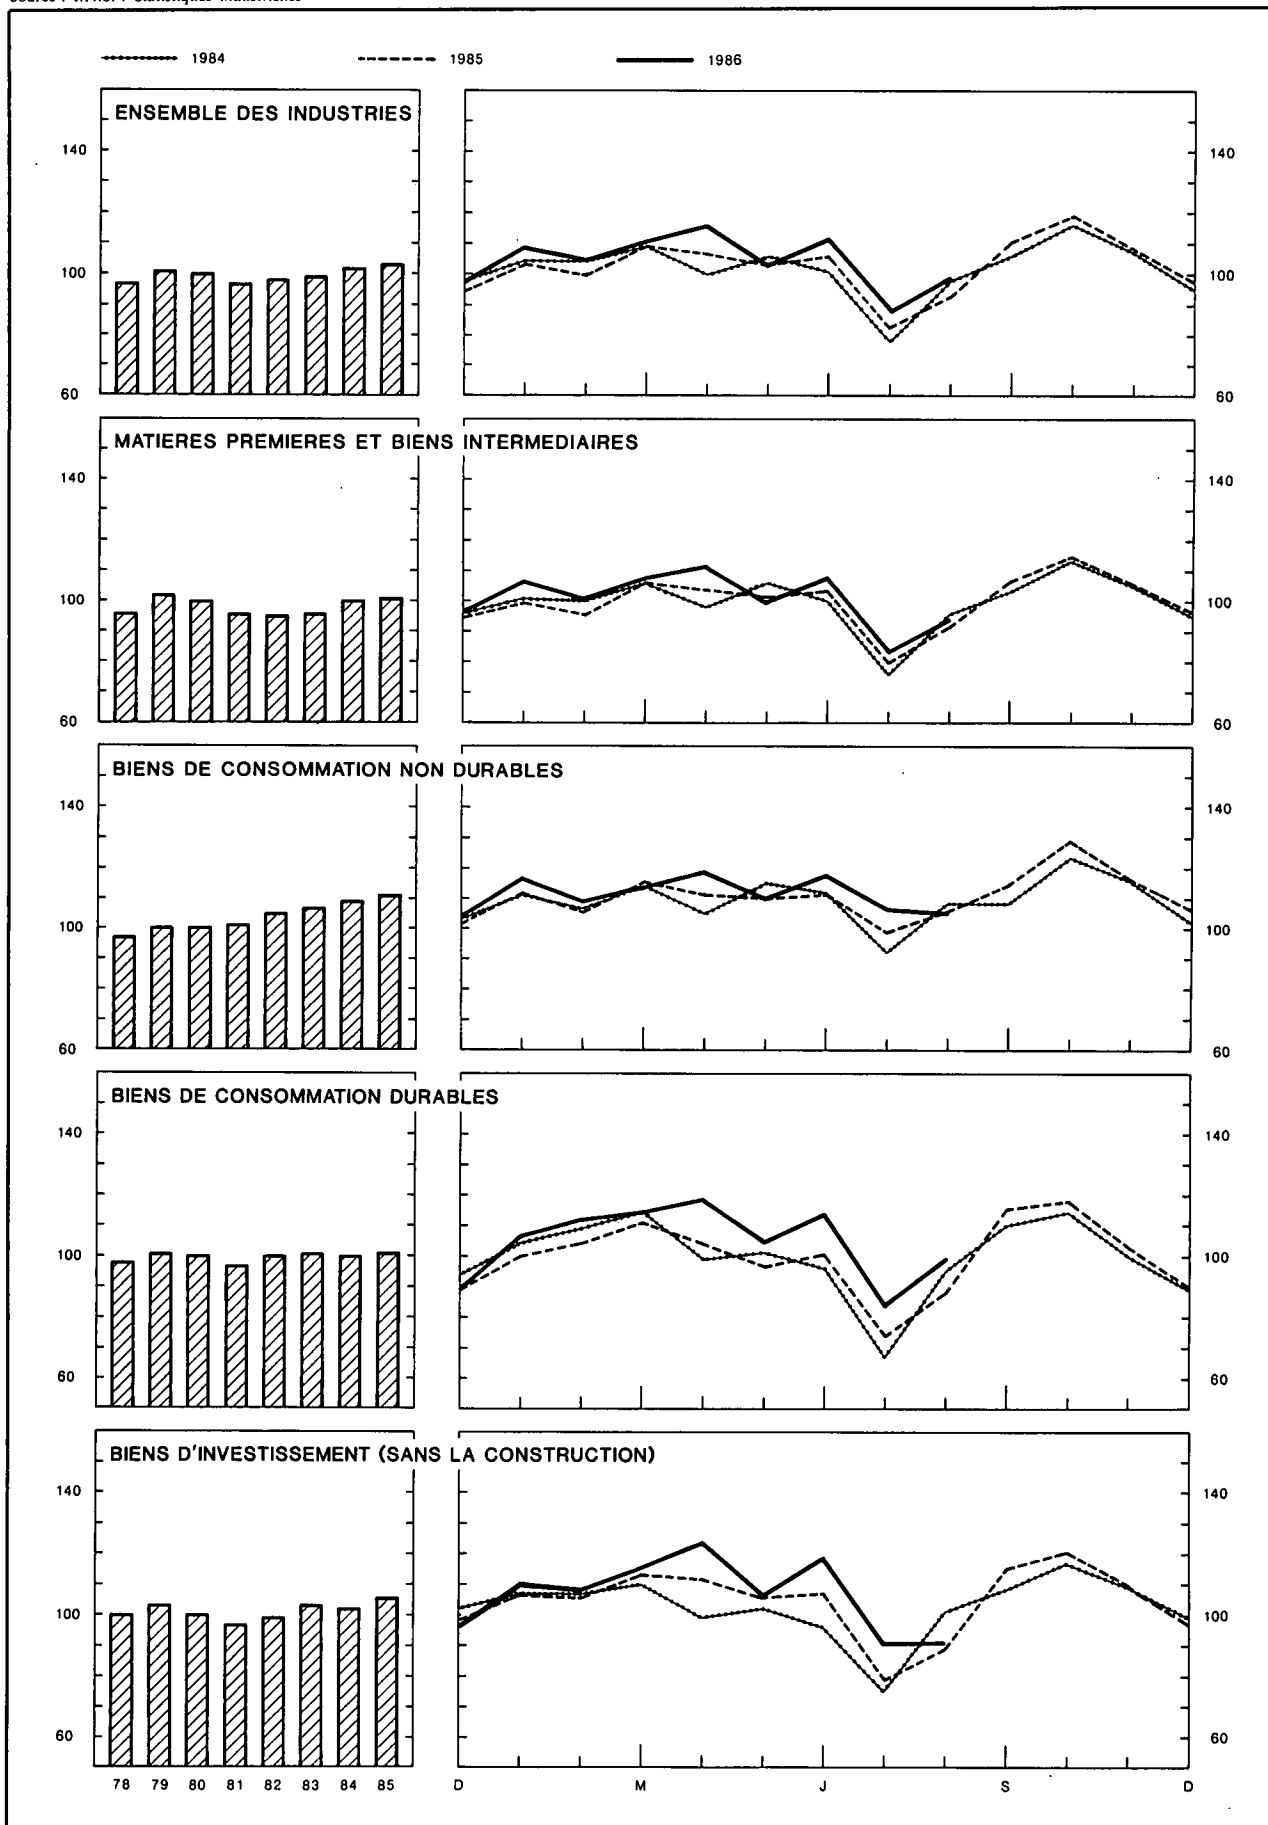 1984 1985 1986
ENSEMBLE DES INDUSTRIES
140 140
100 100
60 60
MATIERES PREMIERES ET BIENS INTERMEDIAIRES
140 140
100 100
60 60
BIENS DE CONSOMMATION NON DURABLES
140 140
100 100
60 60
BIENS DE CONSOMMATION DURABLES
140 140
100 100
60 60
BIENS D'INVESTISSEMENT (SANS LA CONSTRUCTION)
140 140
100 100
60 60
78 79 80 81 82 83 84 85 D M J S D